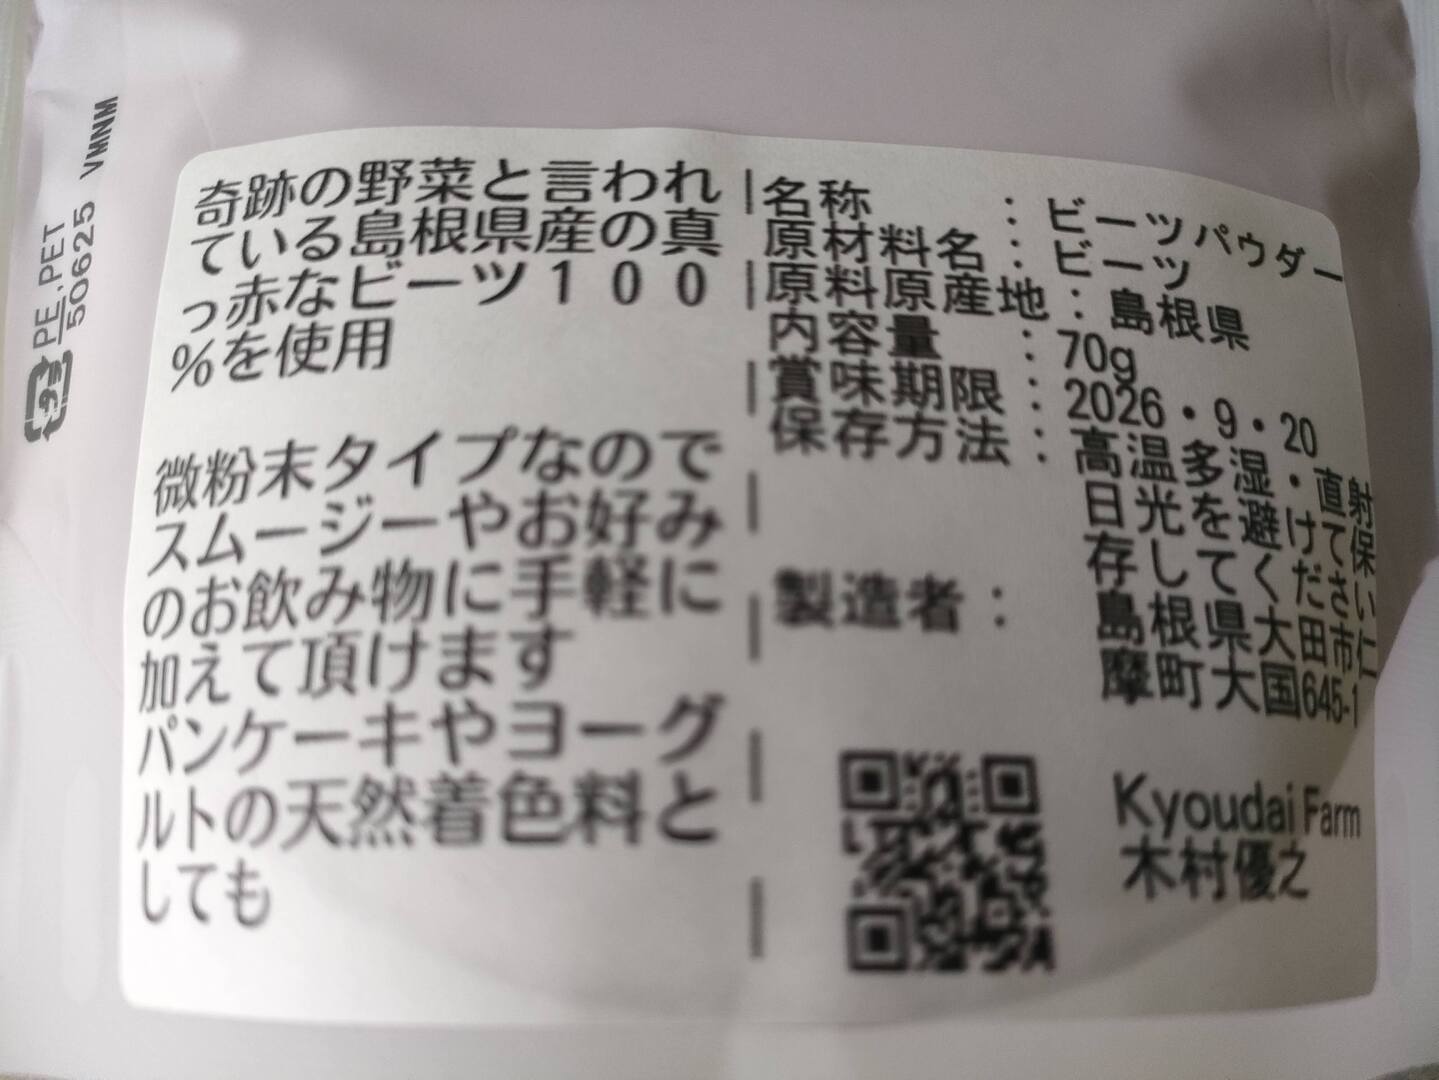 プラ
PE,PET
50625 VMNM
奇跡の野菜と言われ
ている島根県産の真
っ赤なビーツ100
%を使用
微粉末タイプなので
スムージーやお好み
のお飲み物に手軽に
加えて頂けます
パンケーキやヨーグ
ルトの天然着色料と
しても
名称 : ビーツパウダー
原材料名 : ビーツ
原料原産地 : 島根県
内容量 : 70g
賞味期限 : 2026・9・20
保存方法 : 高温多湿・直射
日光を避けて保
存してください
製造者 : 島根県大田市仁
摩町大国645-1
Kyoudai Farm
木村優之